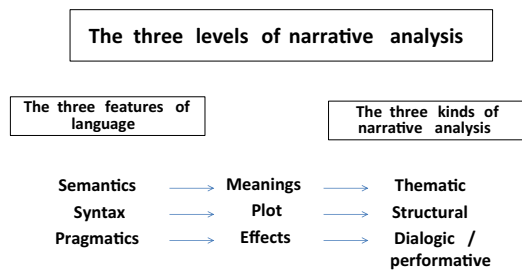 The three levels of narrative analysis
The three features of
language
The three kinds of
narrative analysis
Semantics → Meanings → Thematic
Syntax → Plot → Structural
Pragmatics → Effects → Dialogic /
performative